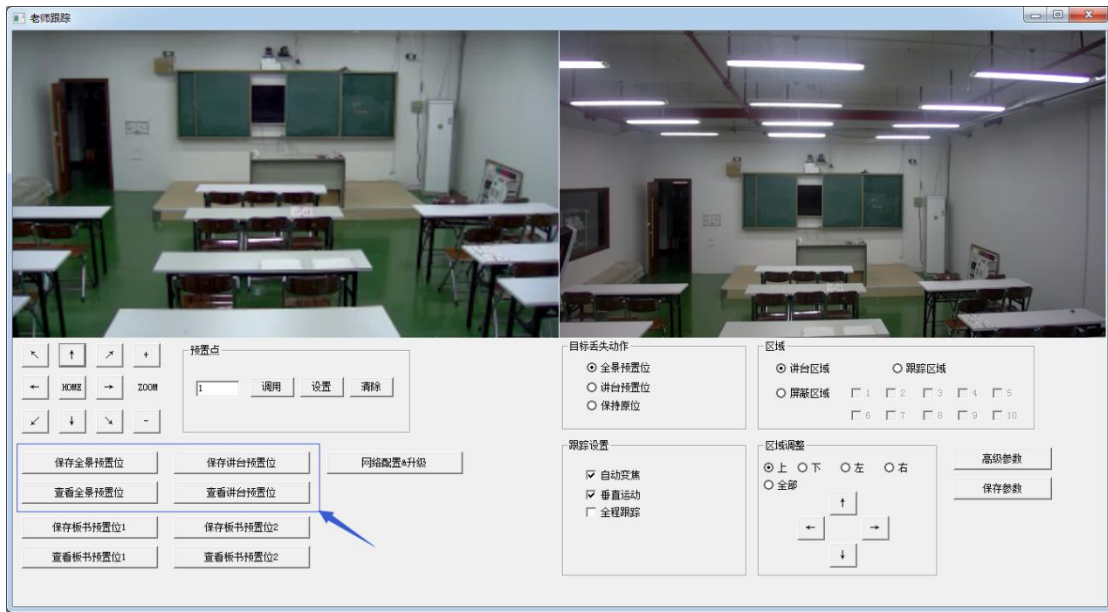 老师跟踪
预置点
HOME
ZOOM
+
-
1
调用
设置
清除
保存全景预置位
保存讲台预置位
网络配置&升级
查看全景预置位
查看讲台预置位
保存板书预置位1
保存板书预置位2
查看板书预置位1
查看板书预置位2
目标丢失动作
全景预置位
讲台预置位
保持原位
区域
讲台区域
跟踪区域
屏蔽区域
1 2 3 4 5
6 7 8 9 10
跟踪设置
自动变焦
垂直运动
全程跟踪
区域调整
上 下 左 右
全部
高级参数
保存参数